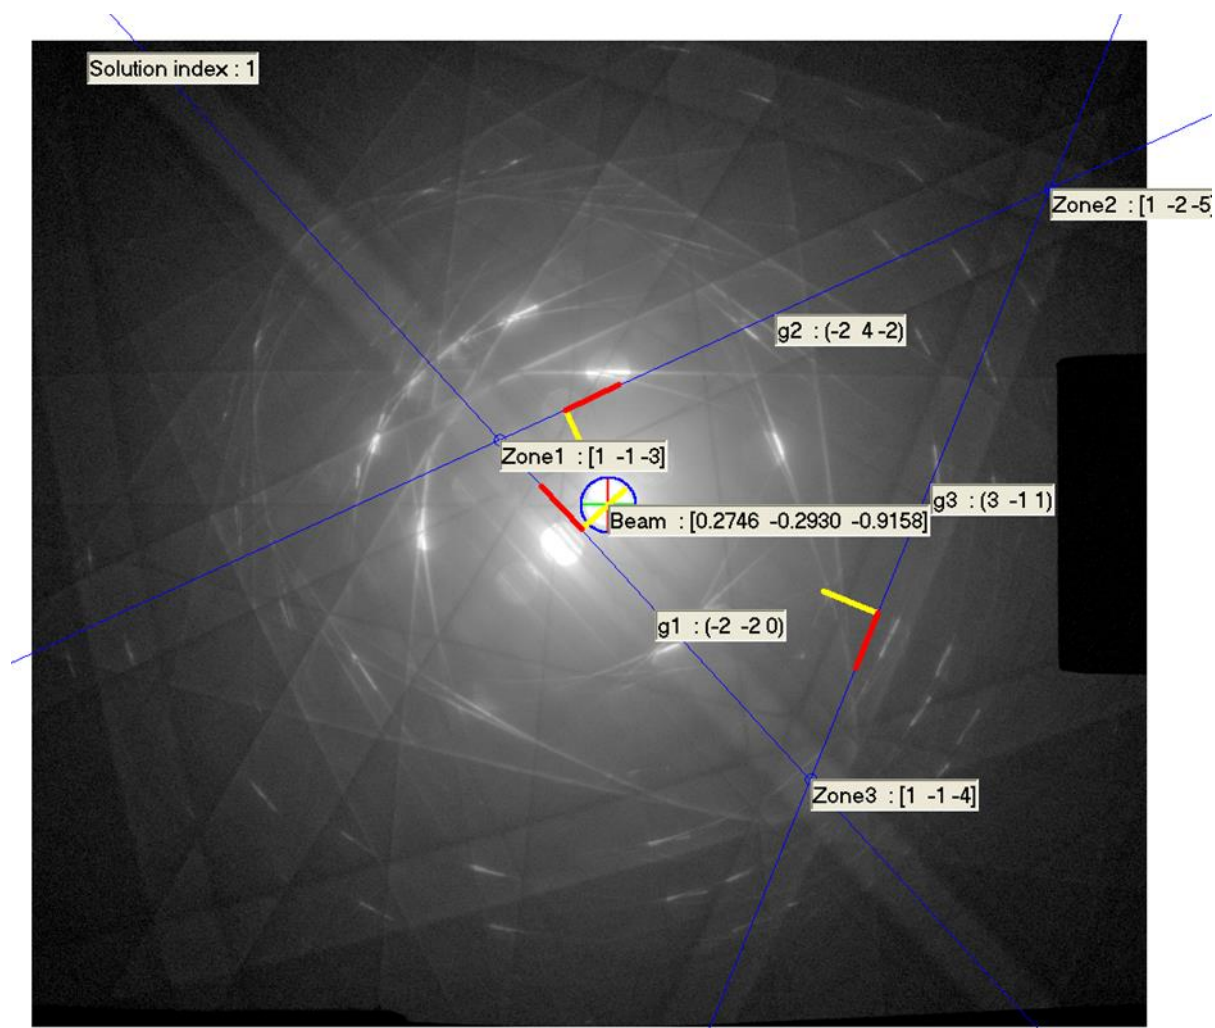 Solution index : 1
Zone2 : [1 -2 -5]
g2 : (-2 4 -2)
Zone1 : [1 -1 -3]
g3 : (3 -1 1)
Beam : [0.2746 -0.2930 -0.9158]
g1 : (-2 -2 0)
Zone3 : [1 -1 -4]